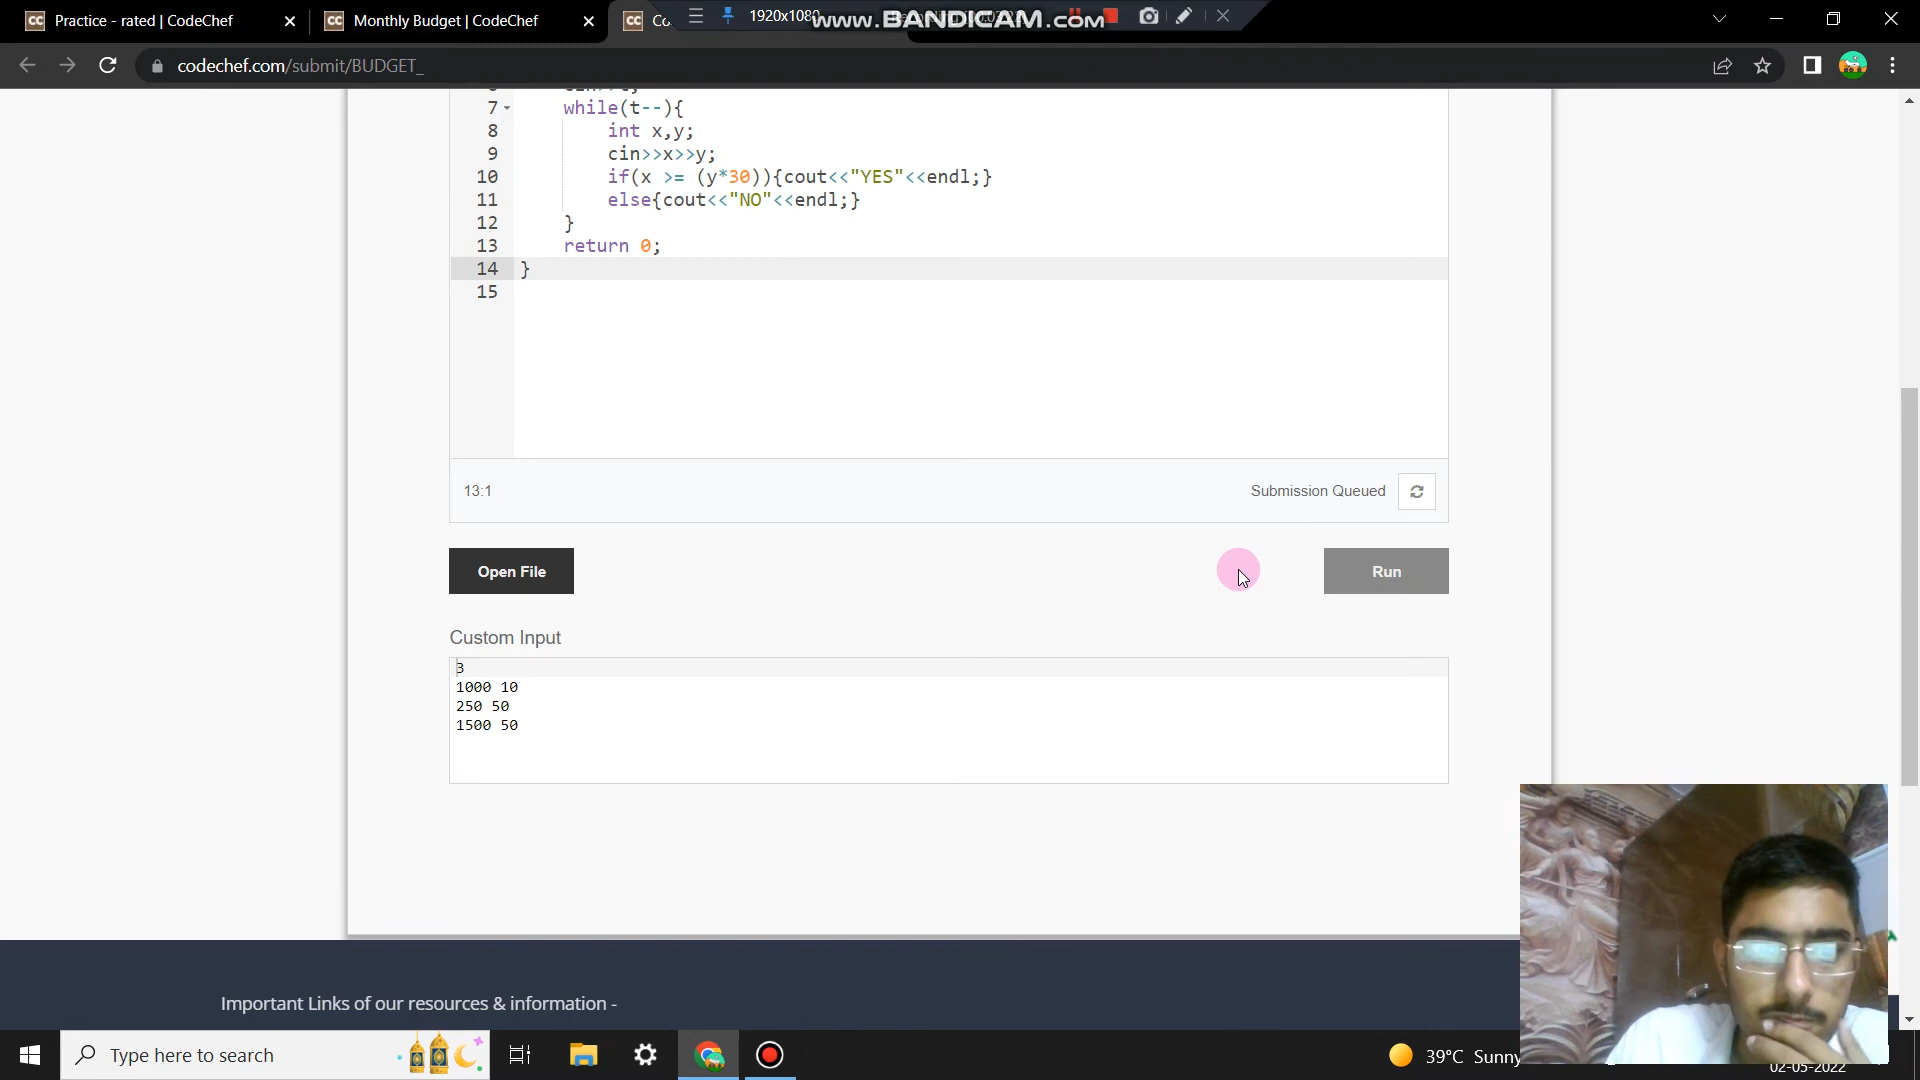 Practice - rated | CodeChef
Monthly Budget | CodeChef
1920x1080
www.BANDICAM.com
codechef.com/submit/BUDGET_
7 while(t--){
8 int x,y;
9 cin>>x>>y;
10 if(x >= (y*30)){cout<<"YES"<<endl;}
11 else{cout<<"NO"<<endl;}
12 }
13 return 0;
14 }
15
13:1
Submission Queued
Open File
Run
Custom Input
3
1000 10
250 50
1500 50
Important Links of our resources & information -
Type here to search
39°C Sunny
02-05-2022